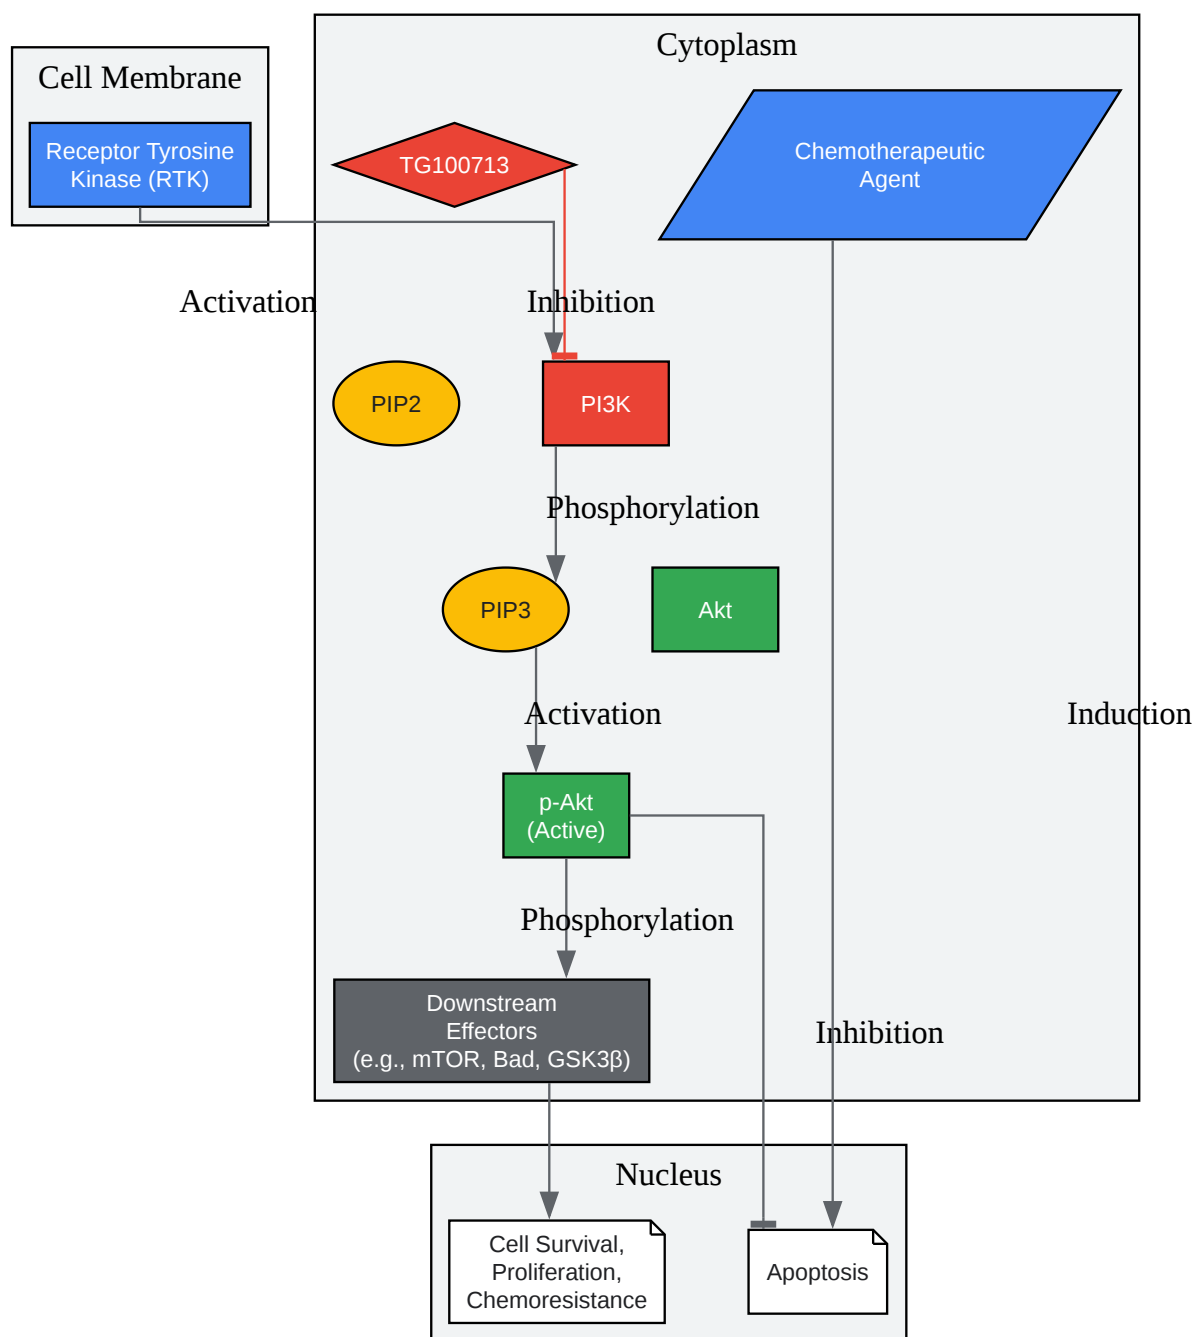 Cytoplasm
Cell Membrane
Receptor Tyrosine
Kinase (RTK)
TG100713
Chemotherapeutic
Agent
Activation
Inhibition
PIP2
PI3K
Phosphorylation
PIP3
Akt
Activation
Induction
p-Akt
(Active)
Phosphorylation
Downstream
Effectors
(e.g., mTOR, Bad, GSK3β)
Inhibition
Nucleus
Cell Survival,
Proliferation,
Chemoresistance
Apoptosis